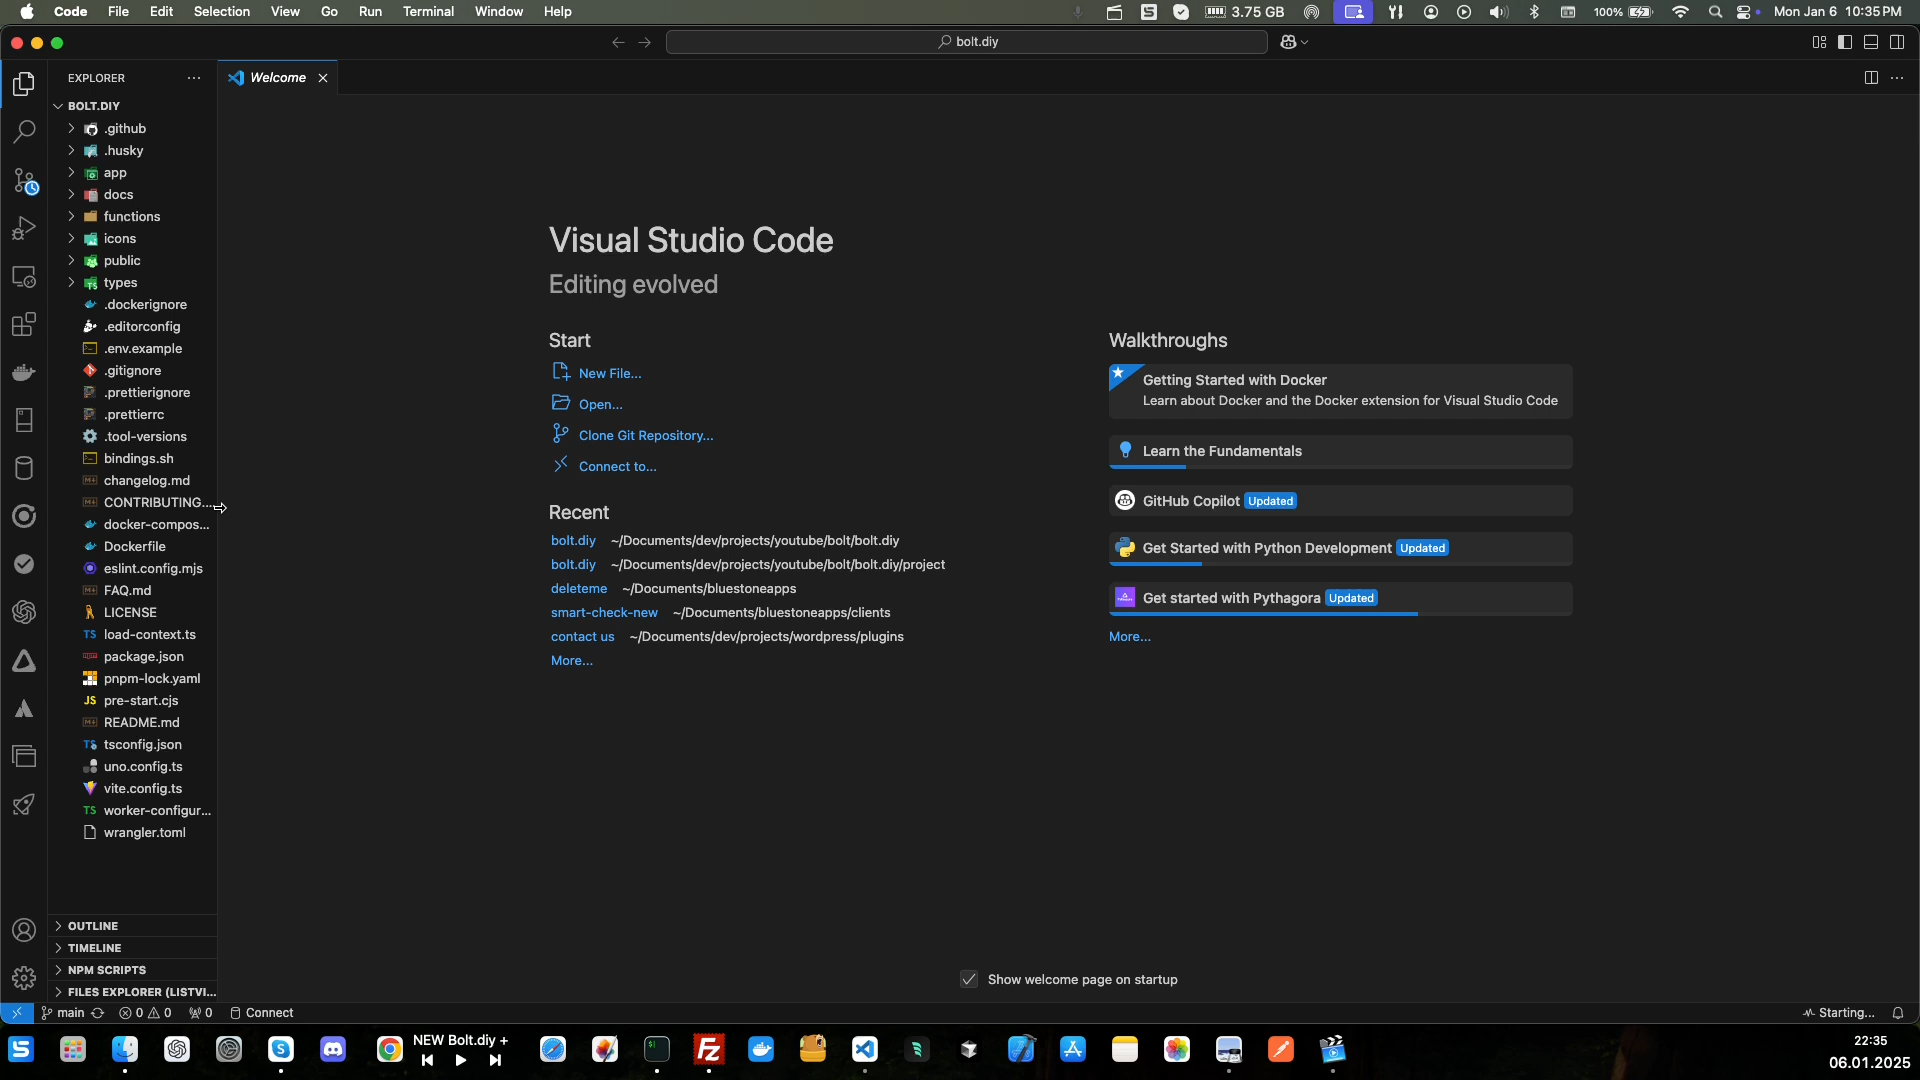 Code File Edit Selection View Go Run Terminal Window Help 3.75 GB 100% Mon Jan 6 10:35 PM
bolt.diy
EXPLORER
Welcome
BOLT.DIY
.github
.husky
app
docs
functions
icons
public
types
.dockerignore
.editorconfig
.env.example
.gitignore
.prettierignore
.prettierrc
.tool-versions
bindings.sh
changelog.md
CONTRIBUTING...
docker-compos...
Dockerfile
eslint.config.mjs
FAQ.md
LICENSE
load-context.ts
package.json
pnpm-lock.yaml
pre-start.cjs
README.md
tsconfig.json
uno.config.ts
vite.config.ts
worker-configur...
wrangler.toml
OUTLINE
TIMELINE
NPM SCRIPTS
FILES EXPLORER (LISTVI...
Visual Studio Code
Editing evolved
Start
New File...
Open...
Clone Git Repository...
Connect to...
Recent
bolt.diy ~/Documents/dev/projects/youtube/bolt/bolt.diy
bolt.diy ~/Documents/dev/projects/youtube/bolt/bolt.diy/project
deleteme ~/Documents/bluestoneapps
smart-check-new ~/Documents/bluestoneapps/clients
contact us ~/Documents/dev/projects/wordpress/plugins
More...
Walkthroughs
Getting Started with Docker
Learn about Docker and the Docker extension for Visual Studio Code
Learn the Fundamentals
GitHub Copilot Updated
Get Started with Python Development Updated
Get started with Pythagora Updated
More...
Show welcome page on startup
main 0 0 0 Connect
Starting...
NEW Bolt.diy +
22:35
06.01.2025